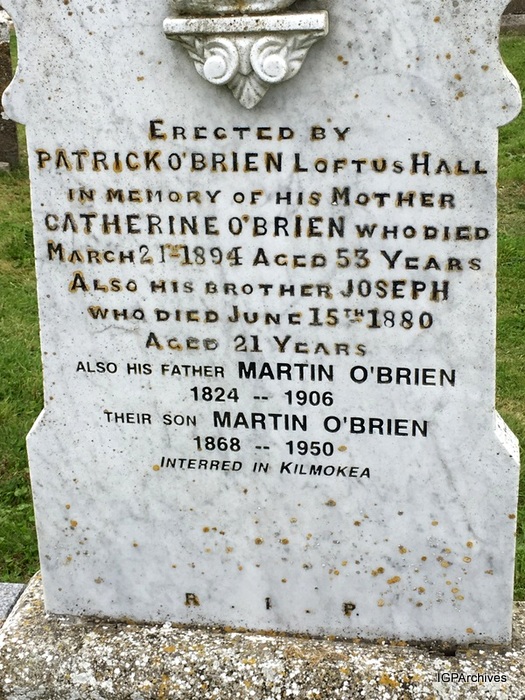 ERECTED BY
PATRICK O'BRIEN LOFTUS HALL
IN MEMORY OF HIS MOTHER
CATHERINE O'BRIEN WHO DIED
MARCH 21ST 1894 AGED 53 YEARS
ALSO HIS BROTHER JOSEPH
WHO DIED JUNE 15TH 1880
AGED 21 YEARS
ALSO HIS FATHER MARTIN O'BRIEN
1824 -- 1906
THEIR SON MARTIN O'BRIEN
1868 -- 1950
INTERRED IN KILMOKEA
R. I. P.
IGPArchives